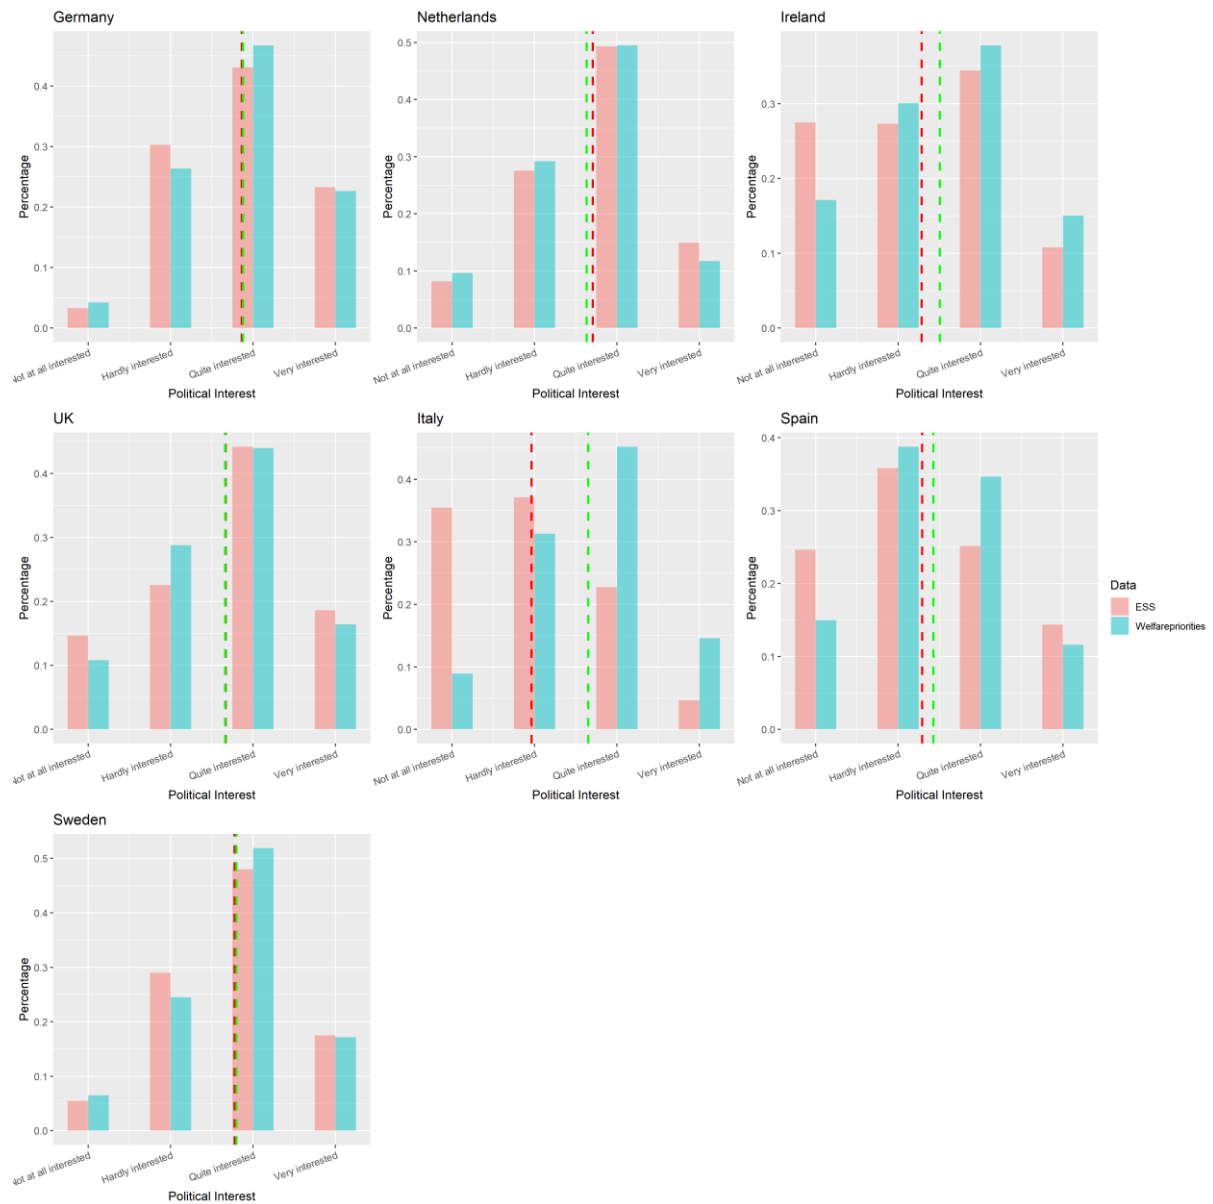 Germany
Percentage
0.4
0.3
0.2
0.1
0.0
Not at all interested
Hardly interested
Quite interested
Very interested
Political Interest
Netherlands
Percentage
0.5
0.4
0.3
0.2
0.1
0.0
Not at all interested
Hardly interested
Quite interested
Very interested
Political Interest
Ireland
Percentage
0.3
0.2
0.1
0.0
Not at all interested
Hardly interested
Quite interested
Very interested
Political Interest
UK
Percentage
0.4
0.3
0.2
0.1
0.0
Not at all interested
Hardly interested
Quite interested
Very interested
Political Interest
Italy
Percentage
0.4
0.3
0.2
0.1
0.0
Not at all interested
Hardly interested
Quite interested
Very interested
Political Interest
Spain
Percentage
0.4
0.3
0.2
0.1
0.0
Not at all interested
Hardly interested
Quite interested
Very interested
Political Interest
Data
ESS
Welfarepriorities
Sweden
Percentage
0.5
0.4
0.3
0.2
0.1
0.0
Not at all interested
Hardly interested
Quite interested
Very interested
Political Interest